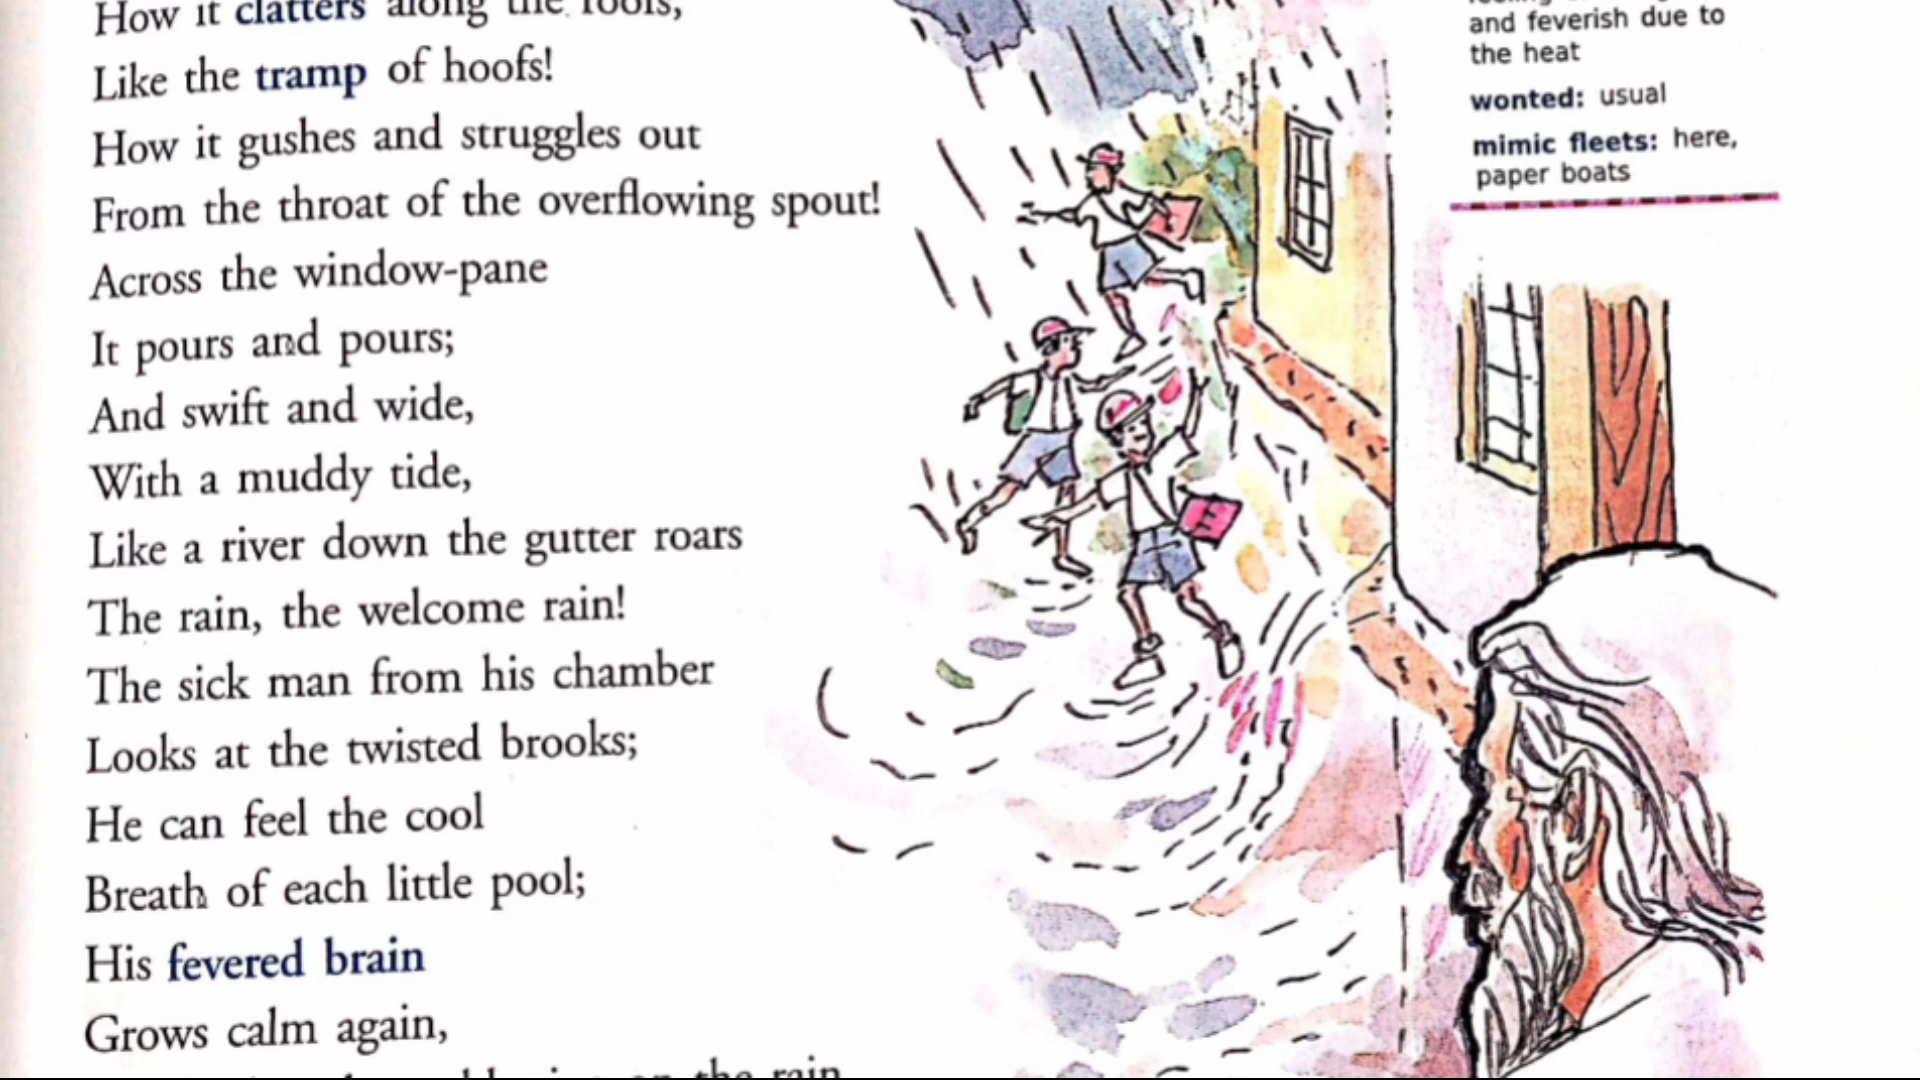 How it clatters along the roofs,
Like the tramp of hoofs!
How it gushes and struggles out
From the throat of the overflowing spout!
Across the window-pane
It pours and pours;
And swift and wide,
With a muddy tide,
Like a river down the gutter roars
The rain, the welcome rain!
The sick man from his chamber
Looks at the twisted brooks;
He can feel the cool
Breath of each little pool;
His fevered brain
Grows calm again,
on the rain
and feverish due to
the heat
wonted: usual
mimic fleets: here,
paper boats